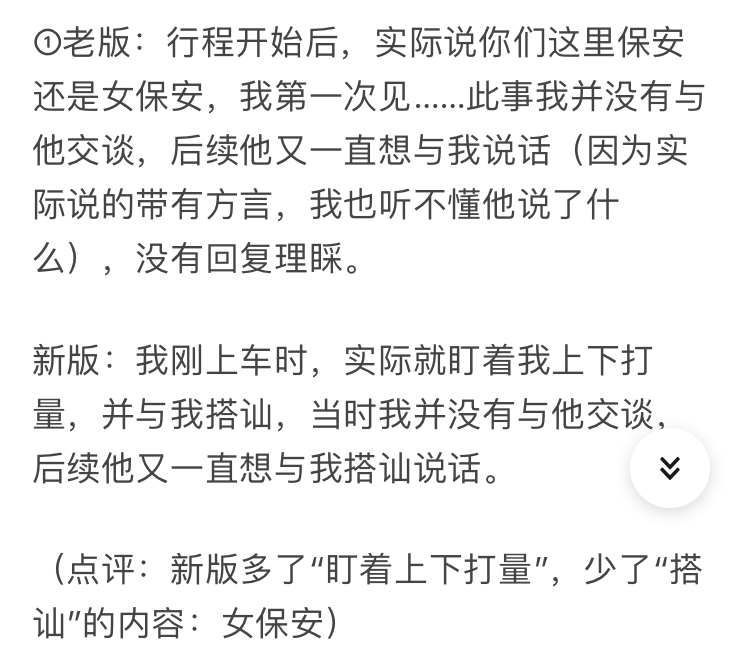 ①老版：行程开始后，实际说你们这里保安
还是女保安，我第一次见......此事我并没有与
他交谈，后续他又一直想与我说话（因为实
际说的带有方言，我也听不懂他说了什
么），没有回复理睬。
新版：我刚上车时，实际就盯着我上下打
量，并与我搭讪，当时我并没有与他交谈，
后续他又一直想与我搭讪说话。
（点评：新版多了“盯着上下打量”，少了“搭
讪”的内容：女保安）